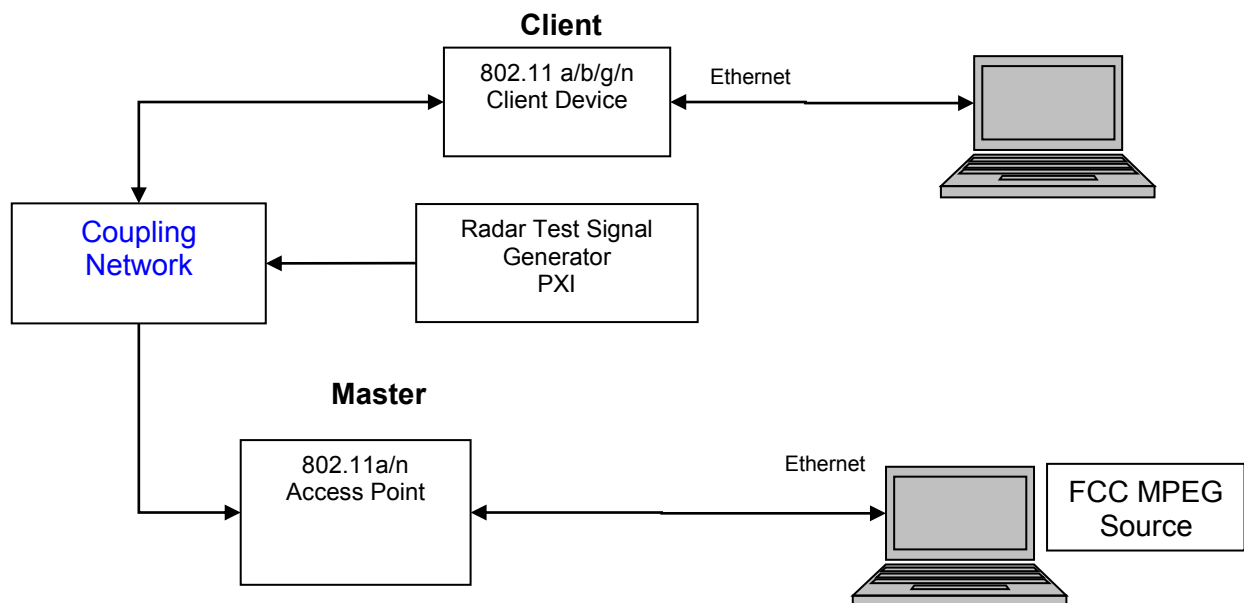 Client
802.11 a/b/g/n
Client Device
Ethernet
Coupling
Network
Radar Test Signal
Generator
PXI
Master
802.11a/n
Access Point
Ethernet
FCC MPEG
Source